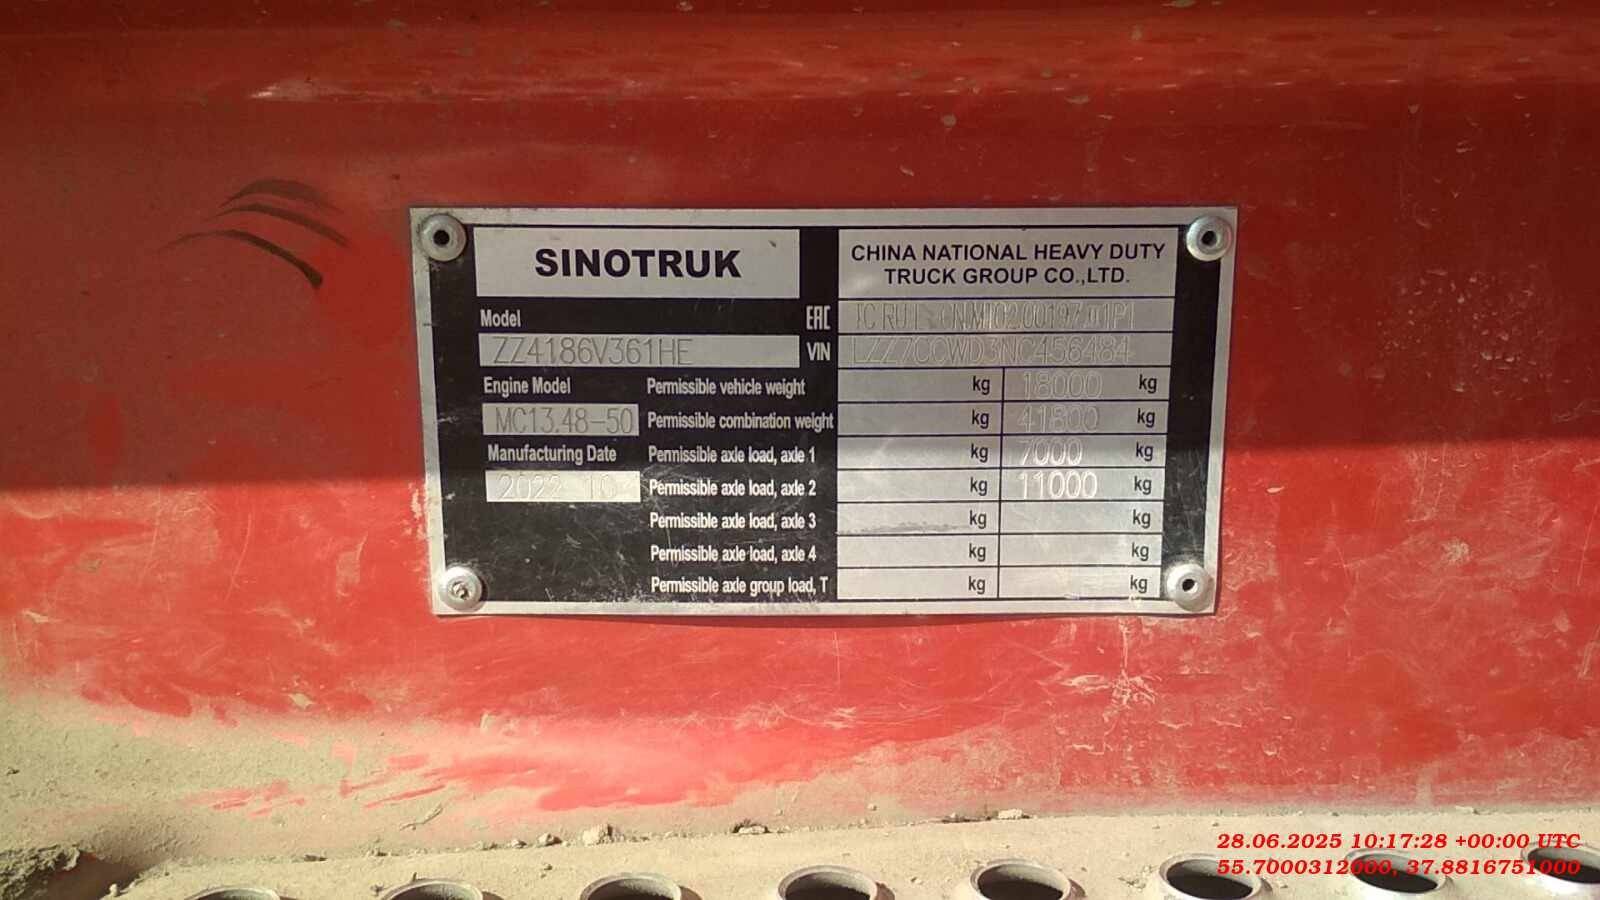 SINOTRUK
CHINA NATIONAL HEAVY DUTY
TRUCK GROUP CO.,LTD.
Model
EAC
TC RU
ZZ4186V361HE
VIN
LZZ7CCWD3NC456484
Engine Model
Permissible vehicle weight
kg
18000 kg
MC13.48-50
Permissible combination weight
kg
41800 kg
Manufacturing Date
Permissible axle load, axle 1
kg
7000 kg
2022 10
Permissible axle load, axle 2
kg
11000 kg
Permissible axle load, axle 3
kg
kg
Permissible axle load, axle 4
kg
kg
Permissible axle group load, T
kg
kg
28.06.2025 10:17:28 +00:00 UTC
55.7000312000, 37.8816751000